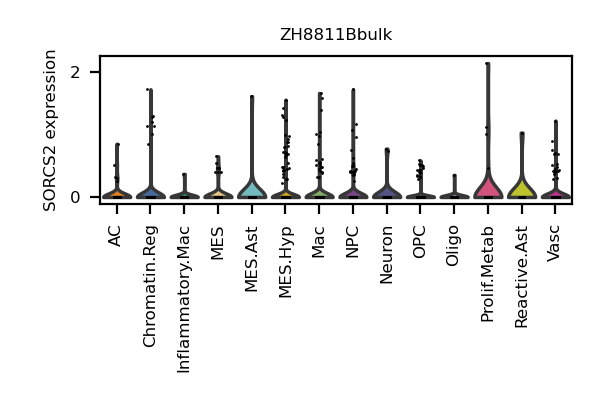 ZH8811Bbulk
SORCS2 expression
2
0
AC
Chromatin.Reg
Inflammatory.Mac
MES
MES.Ast
MES.Hyp
Mac
NPC
Neuron
OPC
Oligo
Prolif.Metab
Reactive.Ast
Vasc